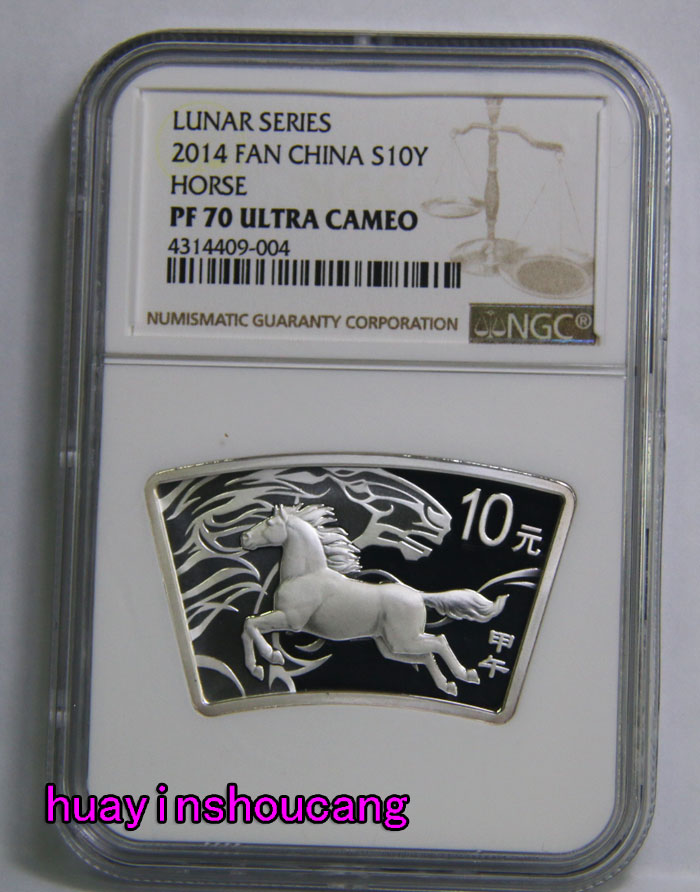 LUNAR SERIES
2014 FAN CHINA S10Y
HORSE
PF 70 ULTRA CAMEO
4314409-004
NUMISMATIC GUARANTY CORPORATION
NGC®
10元
甲午
huayinshoucang